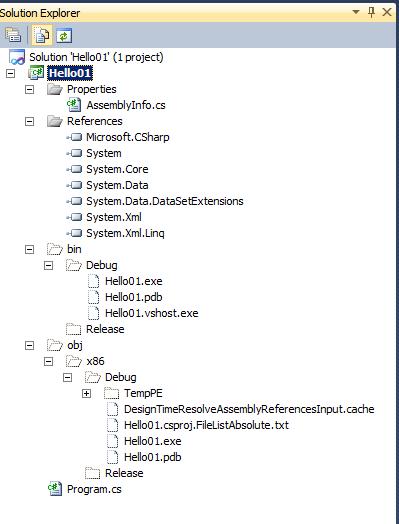 Solution Explorer
Solution 'Hello01' (1 project)
Hello01
Properties
AssemblyInfo.cs
References
Microsoft.CSharp
System
System.Core
System.Data
System.Data.DataSetExtensions
System.Xml
System.Xml.Linq
bin
Debug
Hello01.exe
Hello01.pdb
Hello01.vshost.exe
Release
obj
x86
Debug
TempPE
DesignTimeResolveAssemblyReferencesInput.cache
Hello01.csproj.FileListAbsolute.txt
Hello01.exe
Hello01.pdb
Release
Program.cs